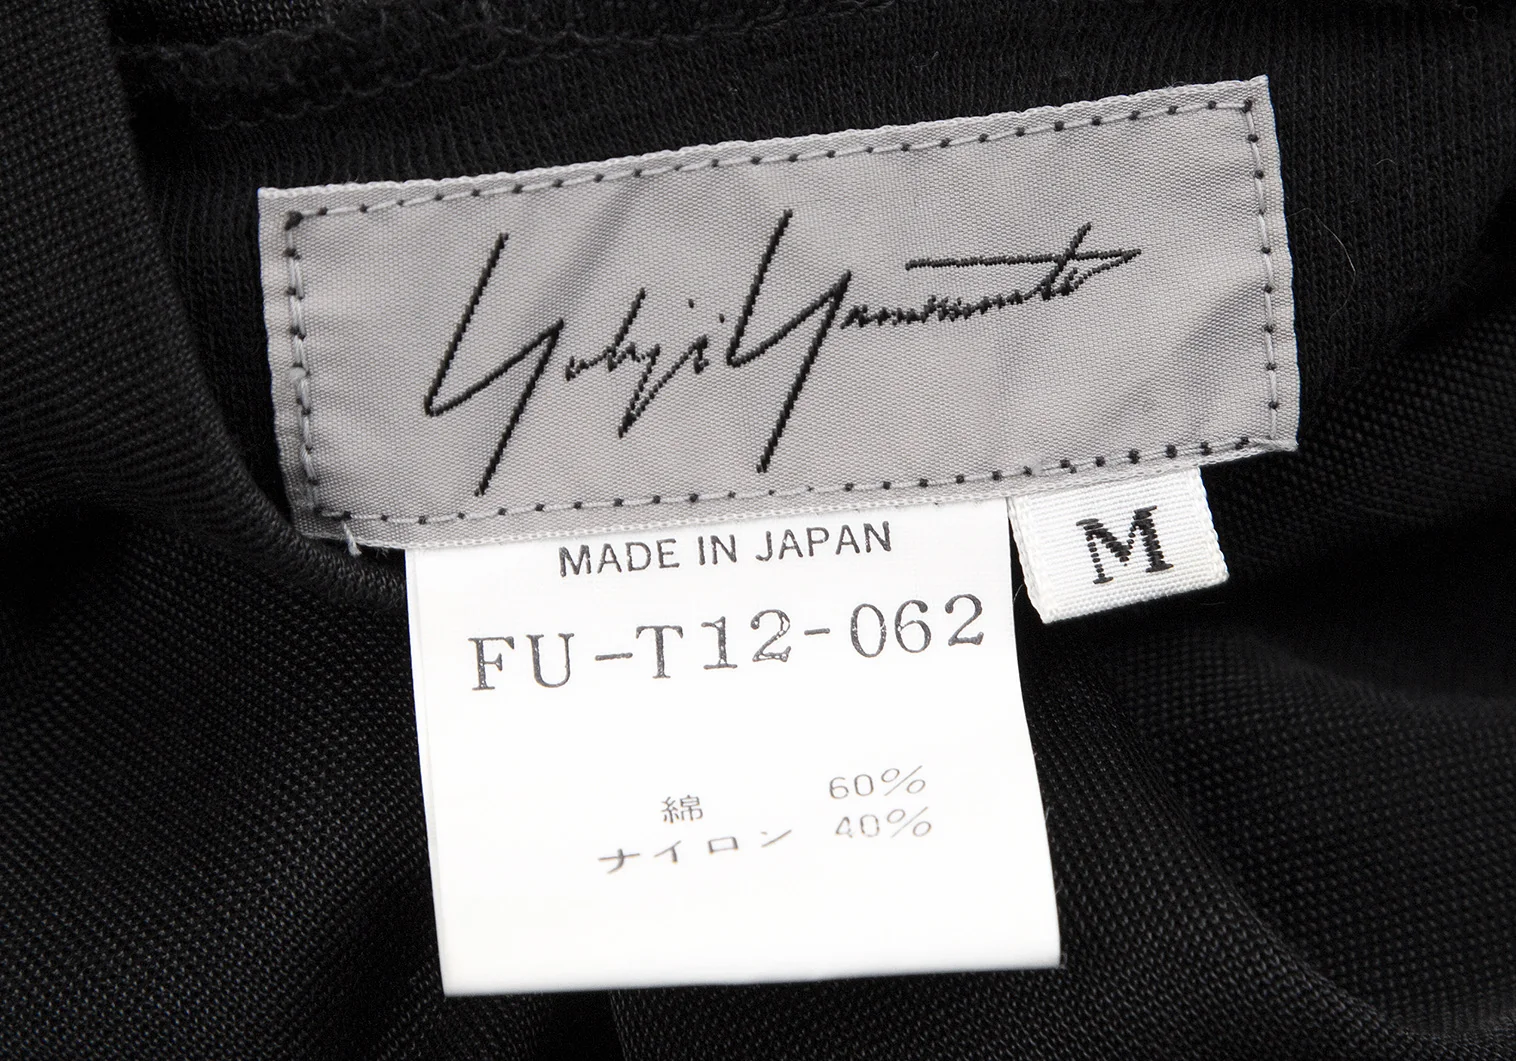 Yohji Yamamoto
M
MADE IN JAPAN
FU-T12-062
綿 60%
ナイロン 40%